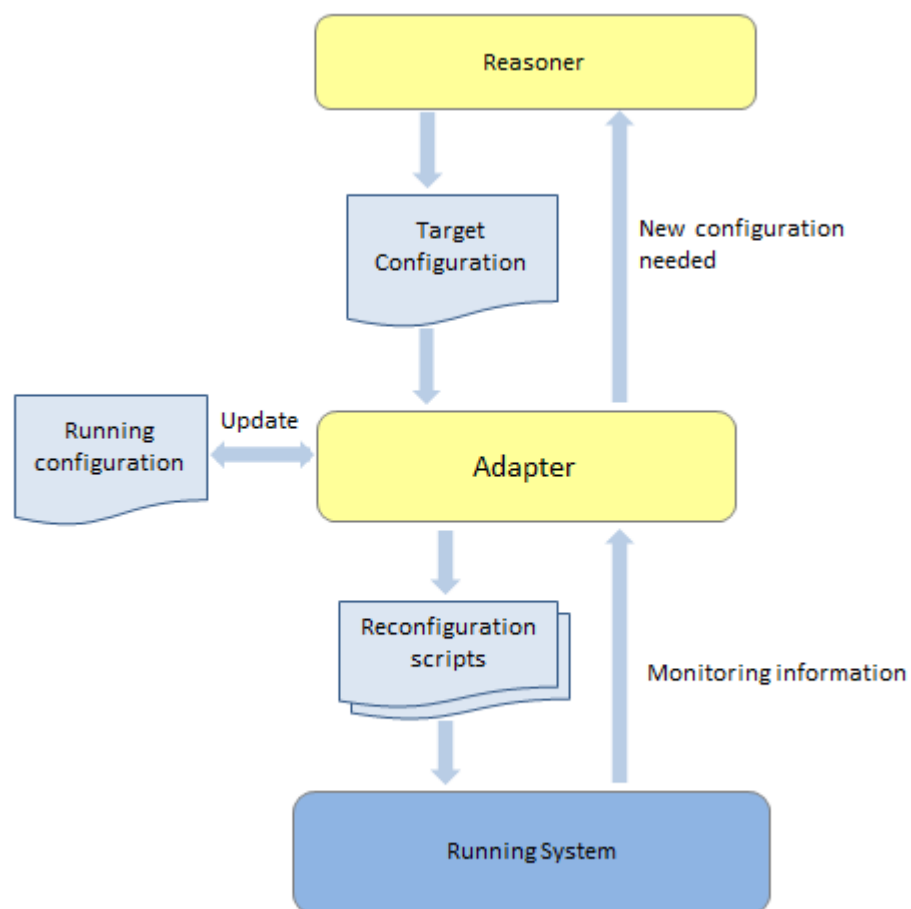 Reasoner
Target
Configuration
New configuration
needed
Running
configuration
Update
Adapter
Reconfiguration
scripts
Monitoring information
Running System